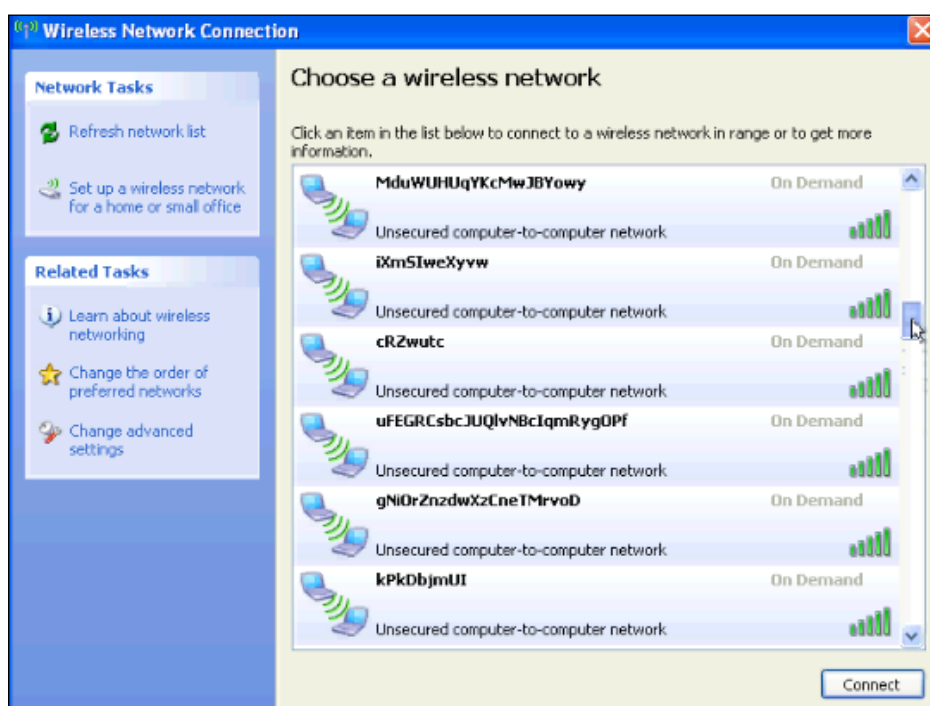 Wireless Network Connection
Network Tasks
Refresh network list
Set up a wireless network
for a home or small office
Related Tasks
Learn about wireless
networking
Change the order of
preferred networks
Change advanced
settings
Choose a wireless network
Click an item in the list below to connect to a wireless network in range or to get more
information.
MduWUHUqYKcMwJBYowy On Demand
Unsecured computer-to-computer network
iXmSIweXyvw On Demand
Unsecured computer-to-computer network
cRZwutc On Demand
Unsecured computer-to-computer network
uFEGRCsbcJUQlvNBcIqmRygOPf On Demand
Unsecured computer-to-computer network
gNiOrZnzdwXzCneTMrvoD On Demand
Unsecured computer-to-computer network
kPkDbjmUI On Demand
Unsecured computer-to-computer network
Connect